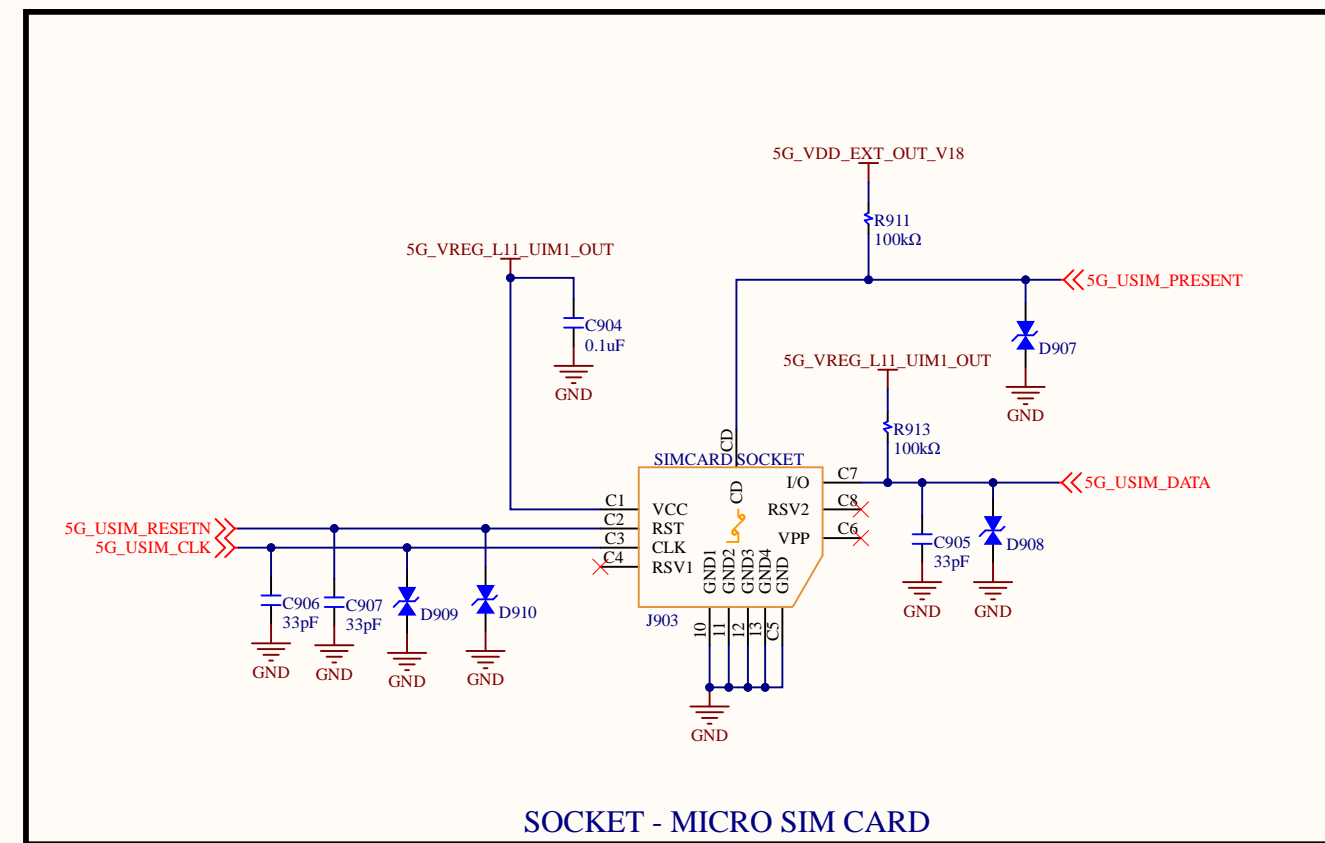 5G_VDD_EXT_OUT_V18
R911
100kΩ
5G_VREG_L11_UIM1_OUT
5G_USIM_PRESENT
C904
0.1uF
GND
D907
GND
5G_VREG_L11_UIM1_OUT
R913
100kΩ
CD
SIMCARD SOCKET
C7
I/O
5G_USIM_DATA
CD
C1
VCC
C8
RSV2
5G_USIM_RESETN
C2
RST
C6
VPP
5G_USIM_CLK
C3
CLK
C4
RSV1
GND1
GND2
GND3
GND4
GND
C905
33pF
D908
GND
GND
C906
33pF
C907
33pF
D909
D910
J903
10
11
12
13
C5
GND
GND
GND
GND
GND
SOCKET - MICRO SIM CARD